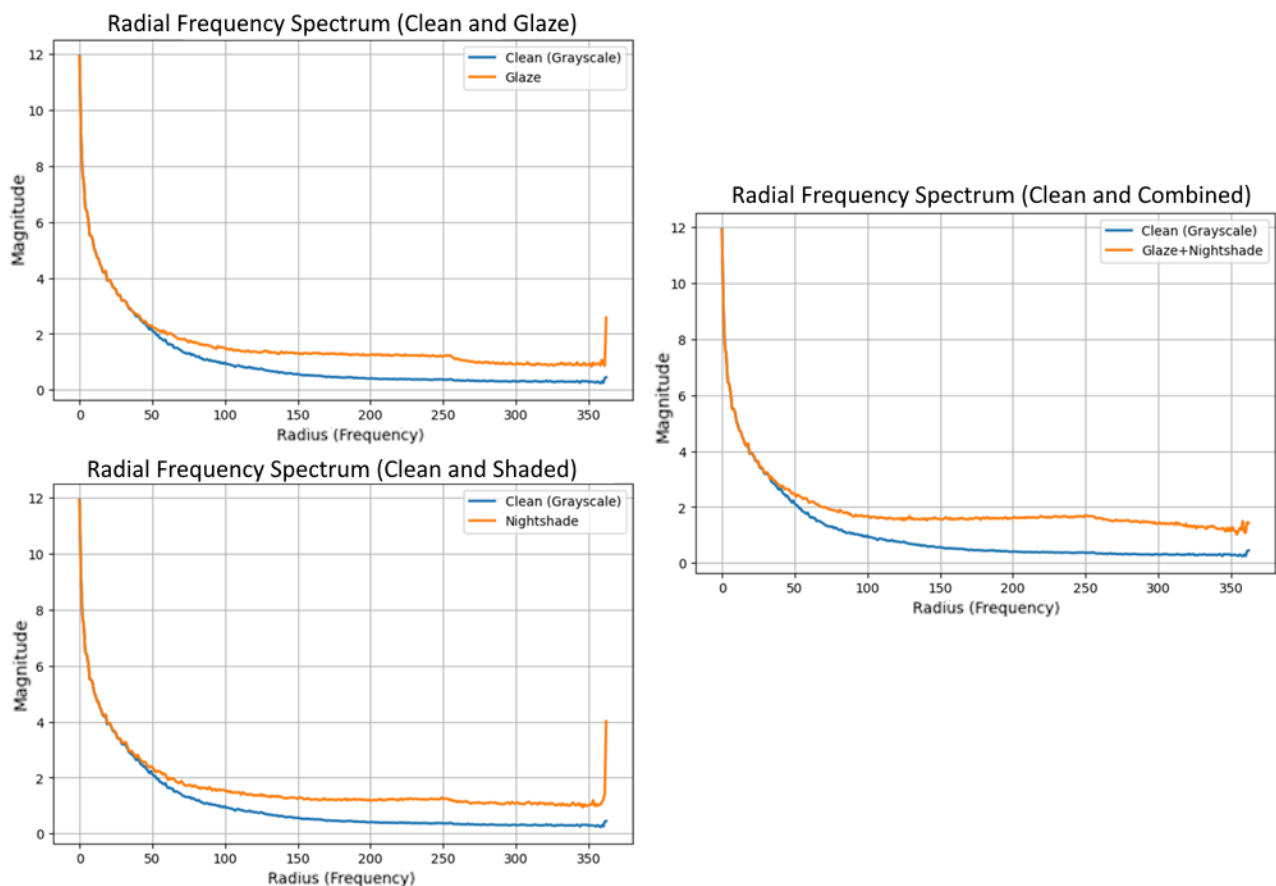 Radial Frequency Spectrum (Clean and Glaze)
Clean (Grayscale)
Glaze
12
10
8
6
4
2
0
Magnitude
0 50 100 150 200 250 300 350
Radius (Frequency)
Radial Frequency Spectrum (Clean and Shaded)
Clean (Grayscale)
Nightshade
12
10
8
6
4
2
0
Magnitude
0 50 100 150 200 250 300 350
Radius (Frequency)
Radial Frequency Spectrum (Clean and Combined)
Clean (Grayscale)
Glaze+Nightshade
12
10
8
6
4
2
0
Magnitude
0 50 100 150 200 250 300 350
Radius (Frequency)